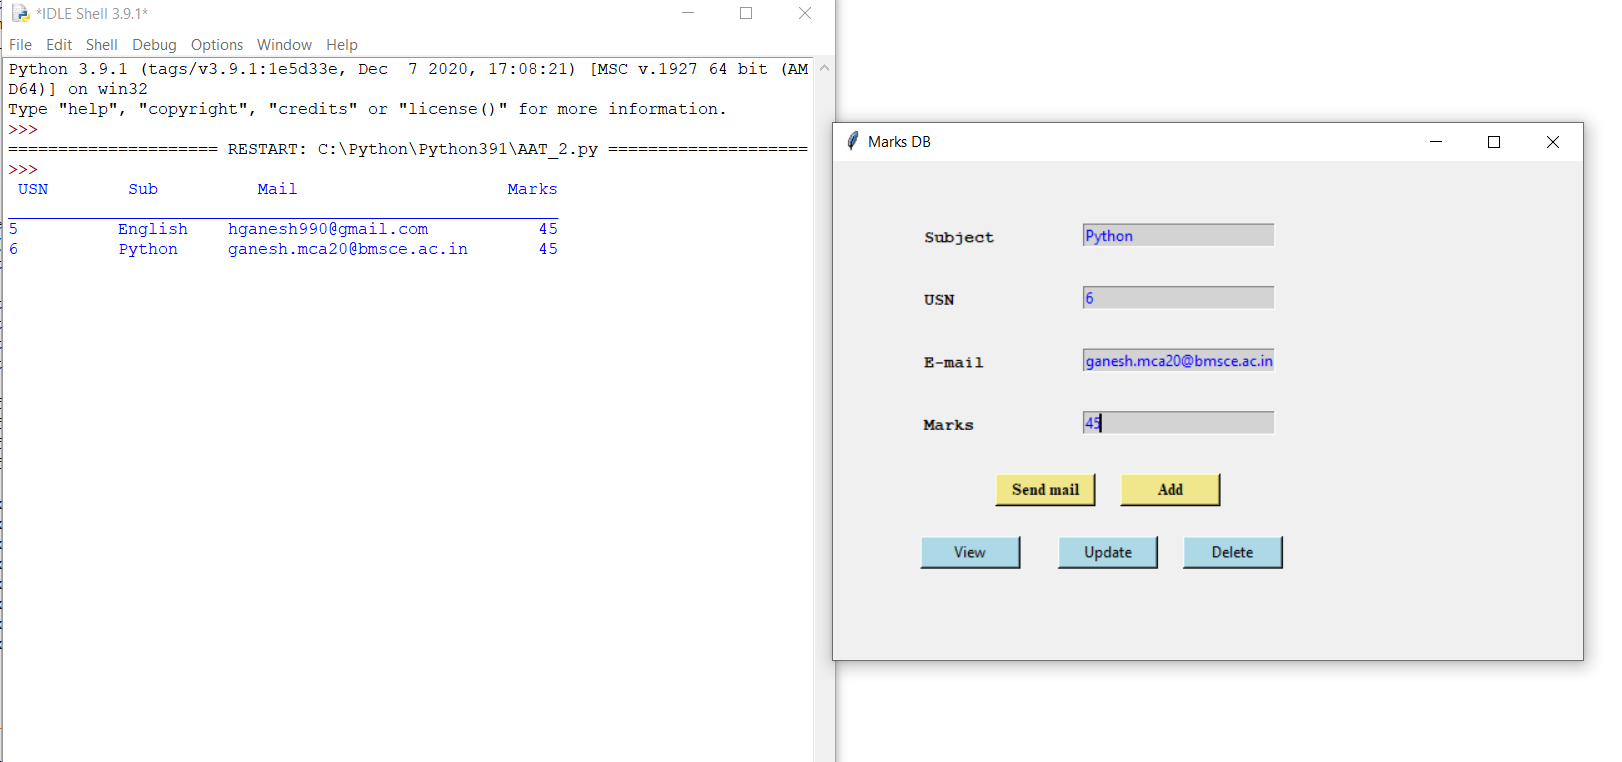 *IDLE Shell 3.9.1*
File Edit Shell Debug Options Window Help
Python 3.9.1 (tags/v3.9.1:1e5d33e, Dec  7 2020, 17:08:21) [MSC v.1927 64 bit (AM
D64)] on win32
Type "help", "copyright", "credits" or "license()" for more information.
>>>
===================== RESTART: C:\Python\Python391\AAT_2.py ====================
>>>
USN Sub Mail Marks
_______________________________________________________
5 English hganesh990@gmail.com 45
6 Python ganesh.mca20@bmsce.ac.in 45
Marks DB
Subject Python
USN 6
E-mail ganesh.mca20@bmsce.ac.in
Marks 45
Send mail Add
View Update Delete